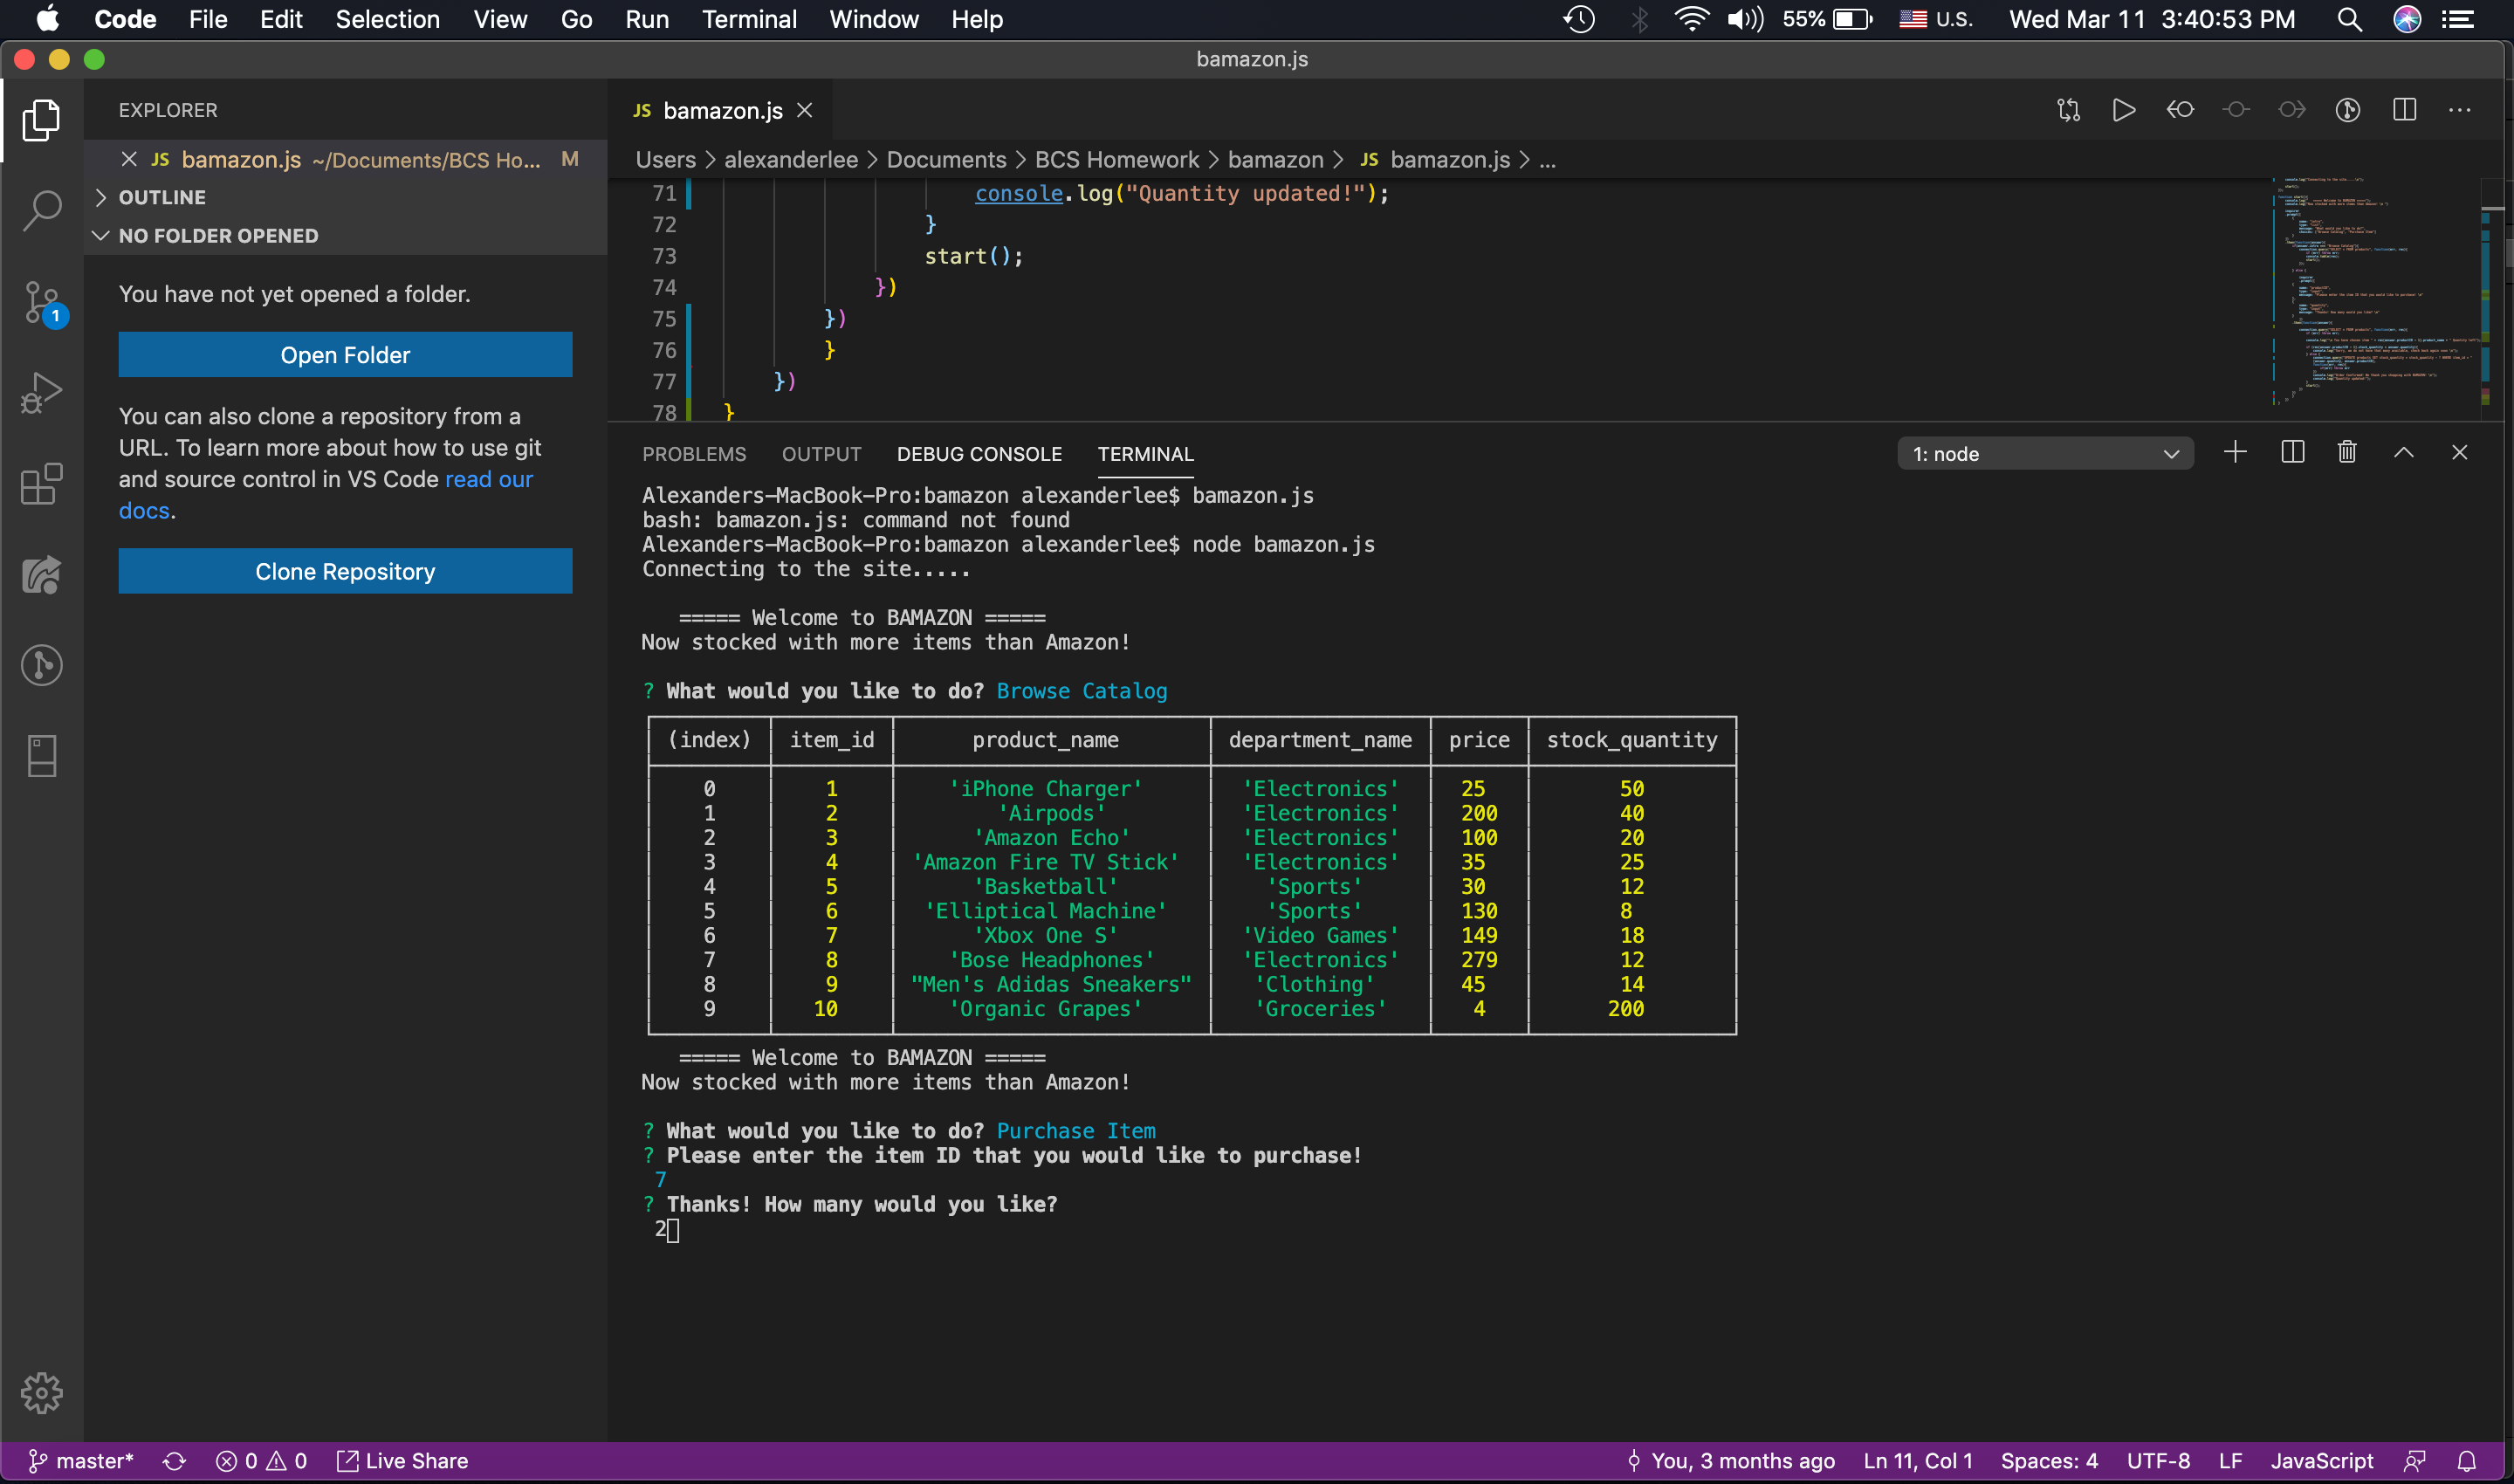 Code File Edit Selection View Go Run Terminal Window Help 55% U.S. Wed Mar 11 3:40:53 PM
bamazon.js
EXPLORER
JS bamazon.js ~/Documents/BCS Ho... M
OUTLINE
NO FOLDER OPENED
You have not yet opened a folder.
Open Folder
You can also clone a repository from a
URL. To learn more about how to use git
and source control in VS Code read our
docs.
Clone Repository
1
JS bamazon.js
Users > alexanderlee > Documents > BCS Homework > bamazon > JS bamazon.js > ...
71 console.log("Quantity updated!");
72 }
73 start();
74 })
75 })
76 }
77 })
78 }
PROBLEMS OUTPUT DEBUG CONSOLE TERMINAL 1: node
Alexanders-MacBook-Pro:bamazon alexanderlee$ bamazon.js
bash: bamazon.js: command not found
Alexanders-MacBook-Pro:bamazon alexanderlee$ node bamazon.js
Connecting to the site.....
===== Welcome to BAMAZON =====
Now stocked with more items than Amazon!
? What would you like to do? Browse Catalog
(index) item_id product_name department_name price stock_quantity
0 1 'iPhone Charger' 'Electronics' 25 50
1 2 'Airpods' 'Electronics' 200 40
2 3 'Amazon Echo' 'Electronics' 100 20
3 4 'Amazon Fire TV Stick' 'Electronics' 35 25
4 5 'Basketball' 'Sports' 30 12
5 6 'Elliptical Machine' 'Sports' 130 8
6 7 'Xbox One S' 'Video Games' 149 18
7 8 'Bose Headphones' 'Electronics' 279 12
8 9 "Men's Adidas Sneakers" 'Clothing' 45 14
9 10 'Organic Grapes' 'Groceries' 4 200
===== Welcome to BAMAZON =====
Now stocked with more items than Amazon!
? What would you like to do? Purchase Item
? Please enter the item ID that you would like to purchase!
7
? Thanks! How many would you like?
2
master* 0 0 Live Share You, 3 months ago Ln 11, Col 1 Spaces: 4 UTF-8 LF JavaScript